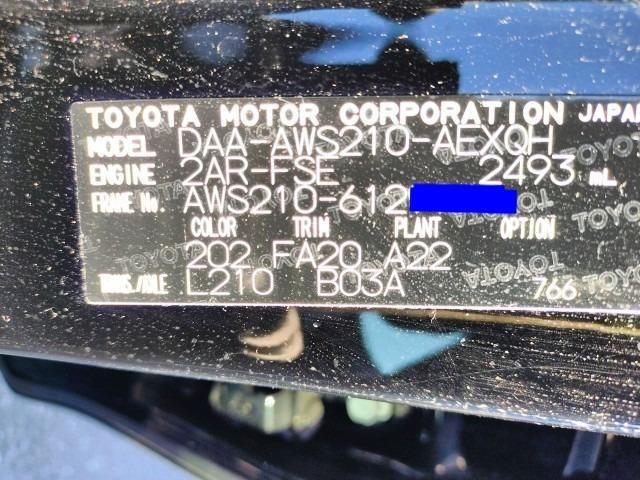 TOYOTA MOTOR CORPORATION JAPAN
MODEL DAA-AWS210-AEXQH
ENGINE 2AR-FSE 2493 mL
FRAME No. AWS210-612
COLOR TRIM PLANT OPTION
202 FA20 A22
TRANS./AXLE L210 B03A 766